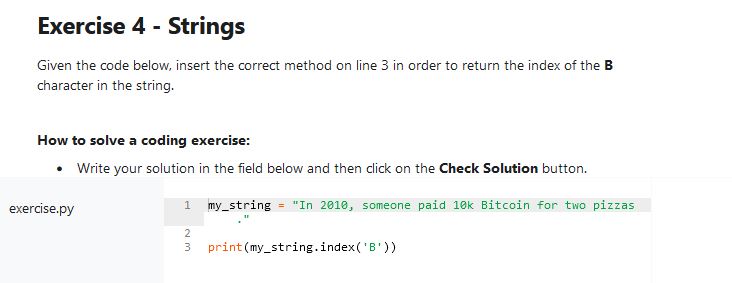 Exercise 4 - Strings
Given the code below, insert the correct method on line 3 in order to return the index of the B
character in the string.
How to solve a coding exercise:
• Write your solution in the field below and then click on the Check Solution button.
exercise.py
1 my_string = "In 2010, someone paid 10k Bitcoin for two pizzas
."
2
3 print(my_string.index('B'))